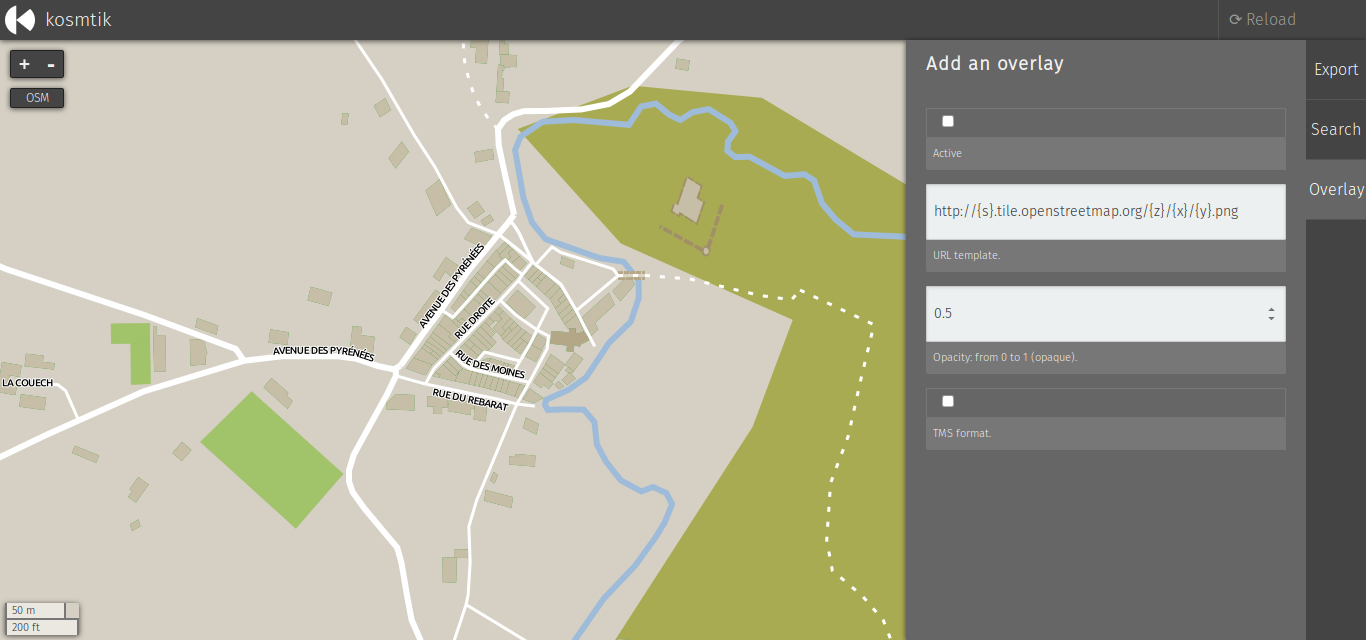 kosmtik
⟳ Reload
+ -
OSM
Add an overlay
Active
http://{s}.tile.openstreetmap.org/{z}/{x}/{y}.png
URL template.
0.5
Opacity: from 0 to 1 (opaque).
TMS format.
Export
Search
Overlay
AVENUE DES PYRÉNÉES
RUE DROITE
AVENUE DES PYRÉNÉES
RUE DES MOINES
LA COUECH
RUE DU REBARAT
50 m
200 ft